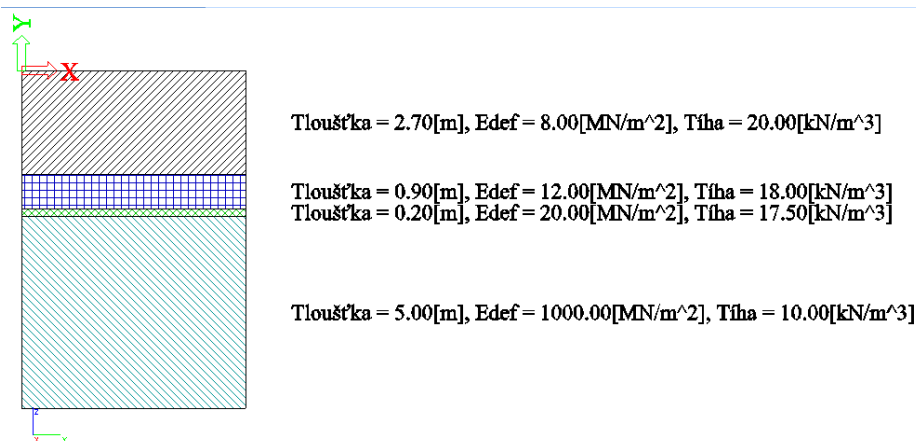 Y
X
Tloušťka = 2.70[m], Edef = 8.00[MN/m^2], Tíha = 20.00[kN/m^3]
Tloušťka = 0.90[m], Edef = 12.00[MN/m^2], Tíha = 18.00[kN/m^3]
Tloušťka = 0.20[m], Edef = 20.00[MN/m^2], Tíha = 17.50[kN/m^3]
Tloušťka = 5.00[m], Edef = 1000.00[MN/m^2], Tíha = 10.00[kN/m^3]
z